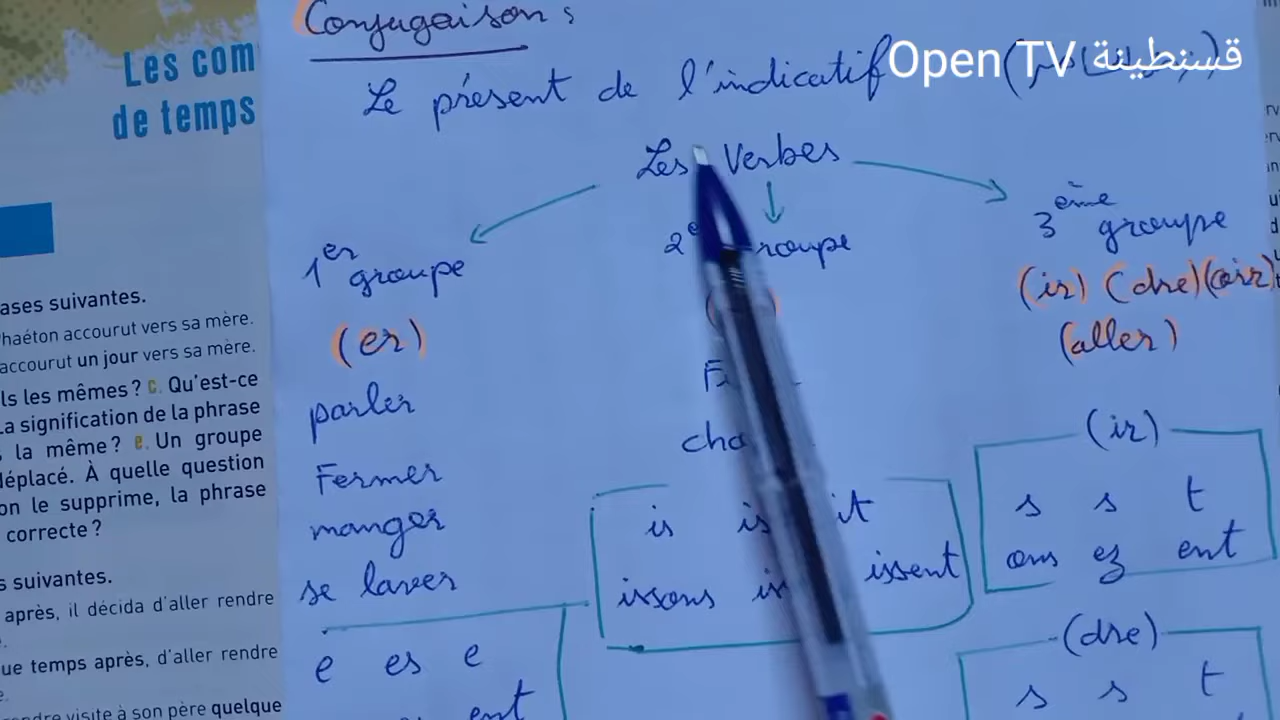 Conjugaison :
Le présent de l'indicatif
Open TV قسنطينة
Les Verbes
1er groupe
(er)
parler
Fermer
manger
se laver
e es e
ent
groupe
is it
issons issent
3ème groupe
(ir) (dre) (oir)
(aller)
(ir)
s s t
ons ez ent
(dre)
s s t
Les com
de temps
ases suivantes.
haéton accourut vers sa mère.
accourut un jour vers sa mère.
ls les mêmes ? c. Qu'est-ce
La signification de la phrase
la même ? e. Un groupe
déplacé. À quelle question
on le supprime, la phrase
correcte ?
s suivantes.
après, il décida d'aller rendre
ue temps après, d'aller rendre
rendre visite à son père quelque